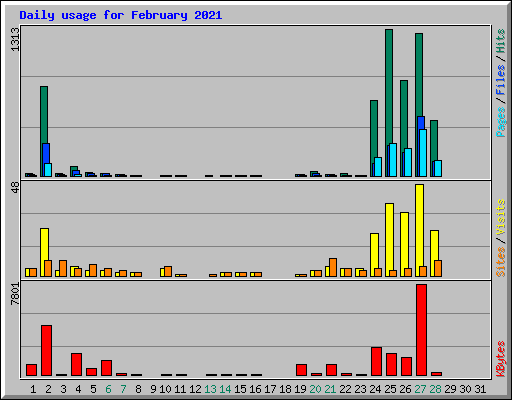 Daily usage for February 2021
1313
Pages / Files / Hits
48
Sites / Visits
7801
KBytes
1 2 3 4 5 6 7 8 9 10 11 12 13 14 15 16 17 18 19 20 21 22 23 24 25 26 27 28 29 30 31